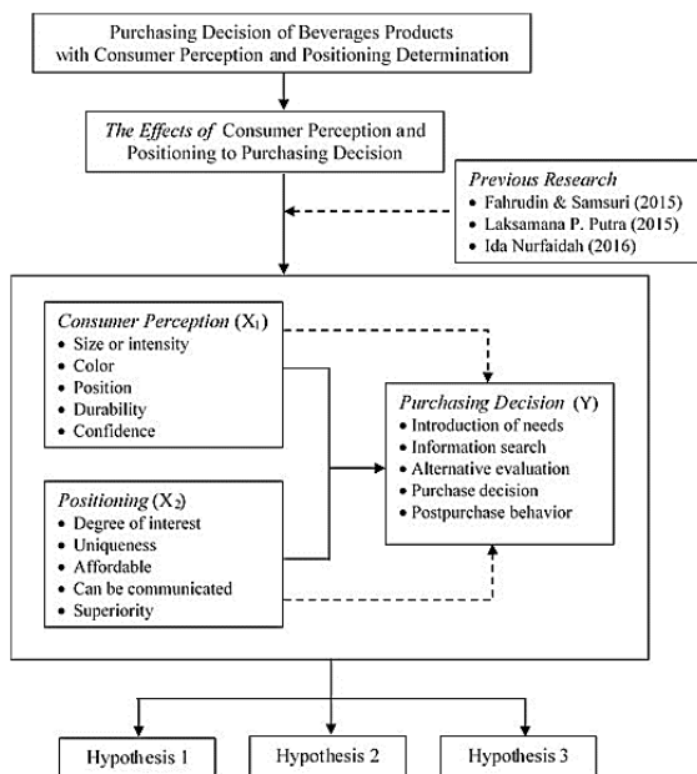 Purchasing Decision of Beverages Products
with Consumer Perception and Positioning Determination
The Effects of Consumer Perception and
Positioning to Purchasing Decision
Previous Research
• Fahrudin & Samsuri (2015)
• Laksamana P. Putra (2015)
• Ida Nurfaidah (2016)
Consumer Perception (X₁)
• Size or intensity
• Color
• Position
• Durability
• Confidence
Purchasing Decision (Y)
• Introduction of needs
• Information search
• Alternative evaluation
• Purchase decision
• Postpurchase behavior
Positioning (X₂)
• Degree of interest
• Uniqueness
• Affordable
• Can be communicated
• Superiority
Hypothesis 1
Hypothesis 2
Hypothesis 3